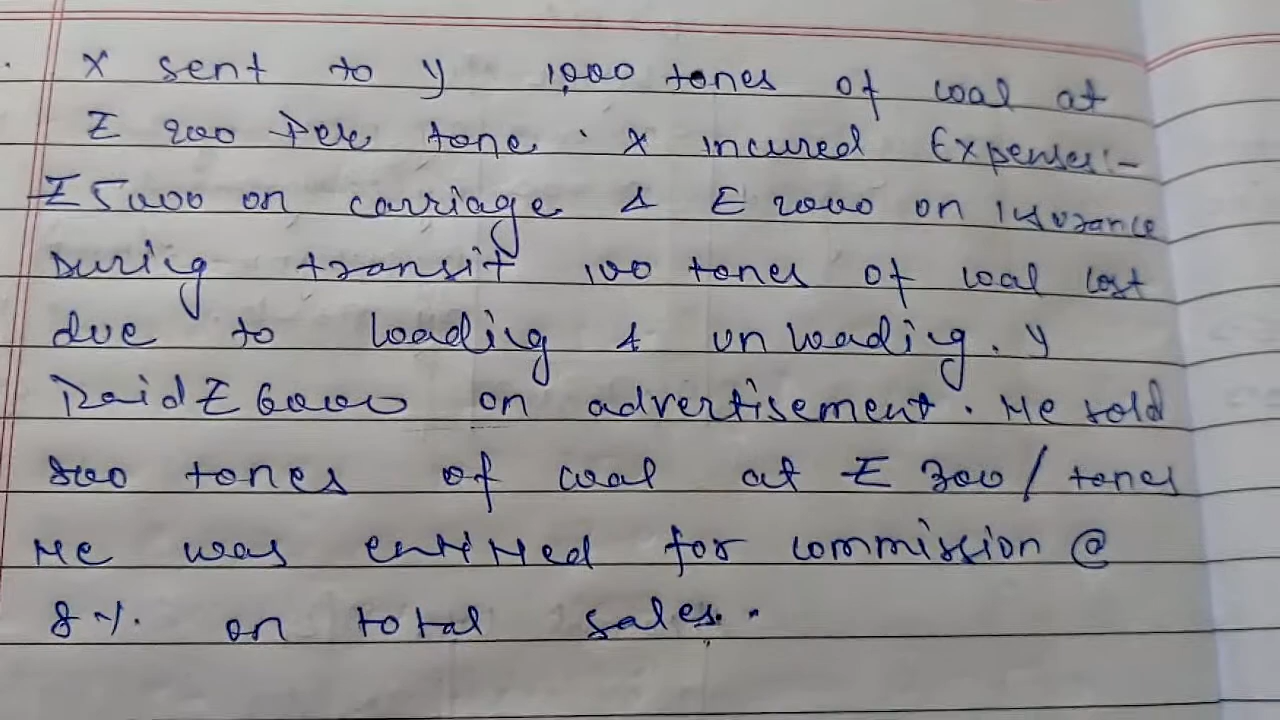 X sent to y 1,000 tones of coal at
₹ 200 Per tone. X incured Expenses:-
₹5000 on carriage & ₹ 2000 on Insurance
During transit 100 tones of coal lost
due to loading & unloading. y
Paid ₹ 6000 on advertisement. He sold
800 tones of coal at ₹ 300/tones
He was entitled for commission @
8%. on total sales.